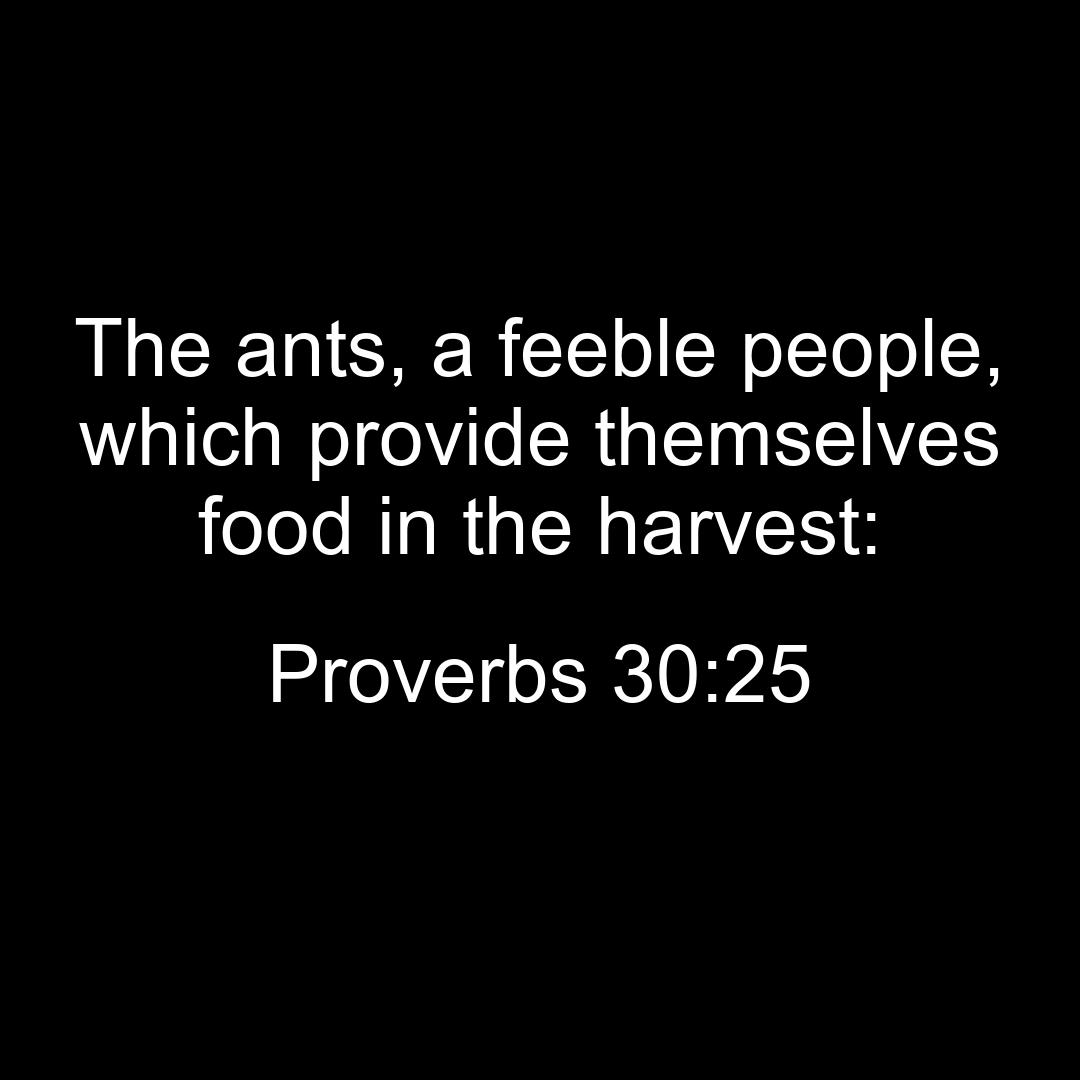 The ants, a feeble people,
which provide themselves
food in the harvest:
Proverbs 30:25